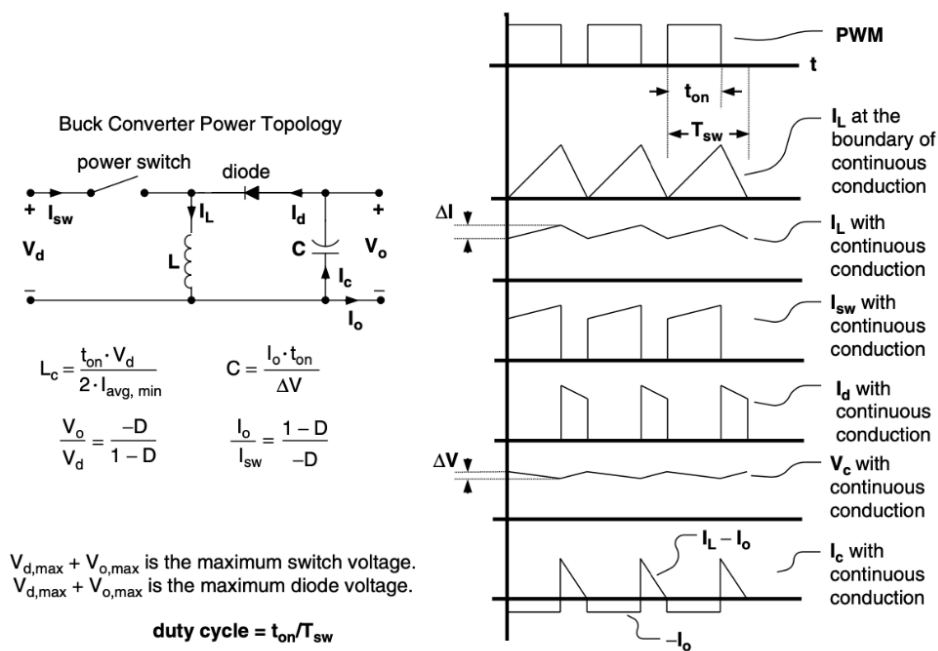 Buck Converter Power Topology
power switch
diode
+
I_sw
I_L
I_d
+
V_d
L
C
V_o
I_c
–
–
I_o
L_c = t_on · V_d / 2 · I_avg, min
C = I_o · t_on / ΔV
V_o / V_d = –D / 1 – D
I_o / I_sw = 1 – D / –D
V_d,max + V_o,max is the maximum switch voltage.
V_d,max + V_o,max is the maximum diode voltage.
duty cycle = t_on/T_sw
PWM
t
t_on
T_sw
I_L at the
boundary of
continuous
conduction
ΔI
I_L with
continuous
conduction
I_sw with
continuous
conduction
I_d with
continuous
conduction
ΔV
V_c with
continuous
conduction
I_L – I_o
I_c with
continuous
conduction
–I_o